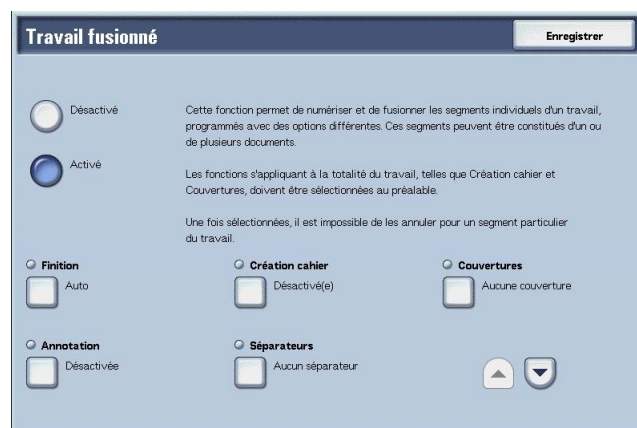 Travail fusionné
Enregistrer
Désactivé
Activé
Cette fonction permet de numériser et de fusionner les segments individuels d'un travail,
programmés avec des options différentes. Ces segments peuvent être constitués d'un ou
de plusieurs documents.
Les fonctions s'appliquant à la totalité du travail, telles que Création cahier et
Couvertures, doivent être sélectionnées au préalable.
Une fois sélectionnées, il est impossible de les annuler pour un segment particulier
du travail.
Finition
Auto
Création cahier
Désactivé(e)
Couvertures
Aucune couverture
Annotation
Désactivée
Séparateurs
Aucun séparateur